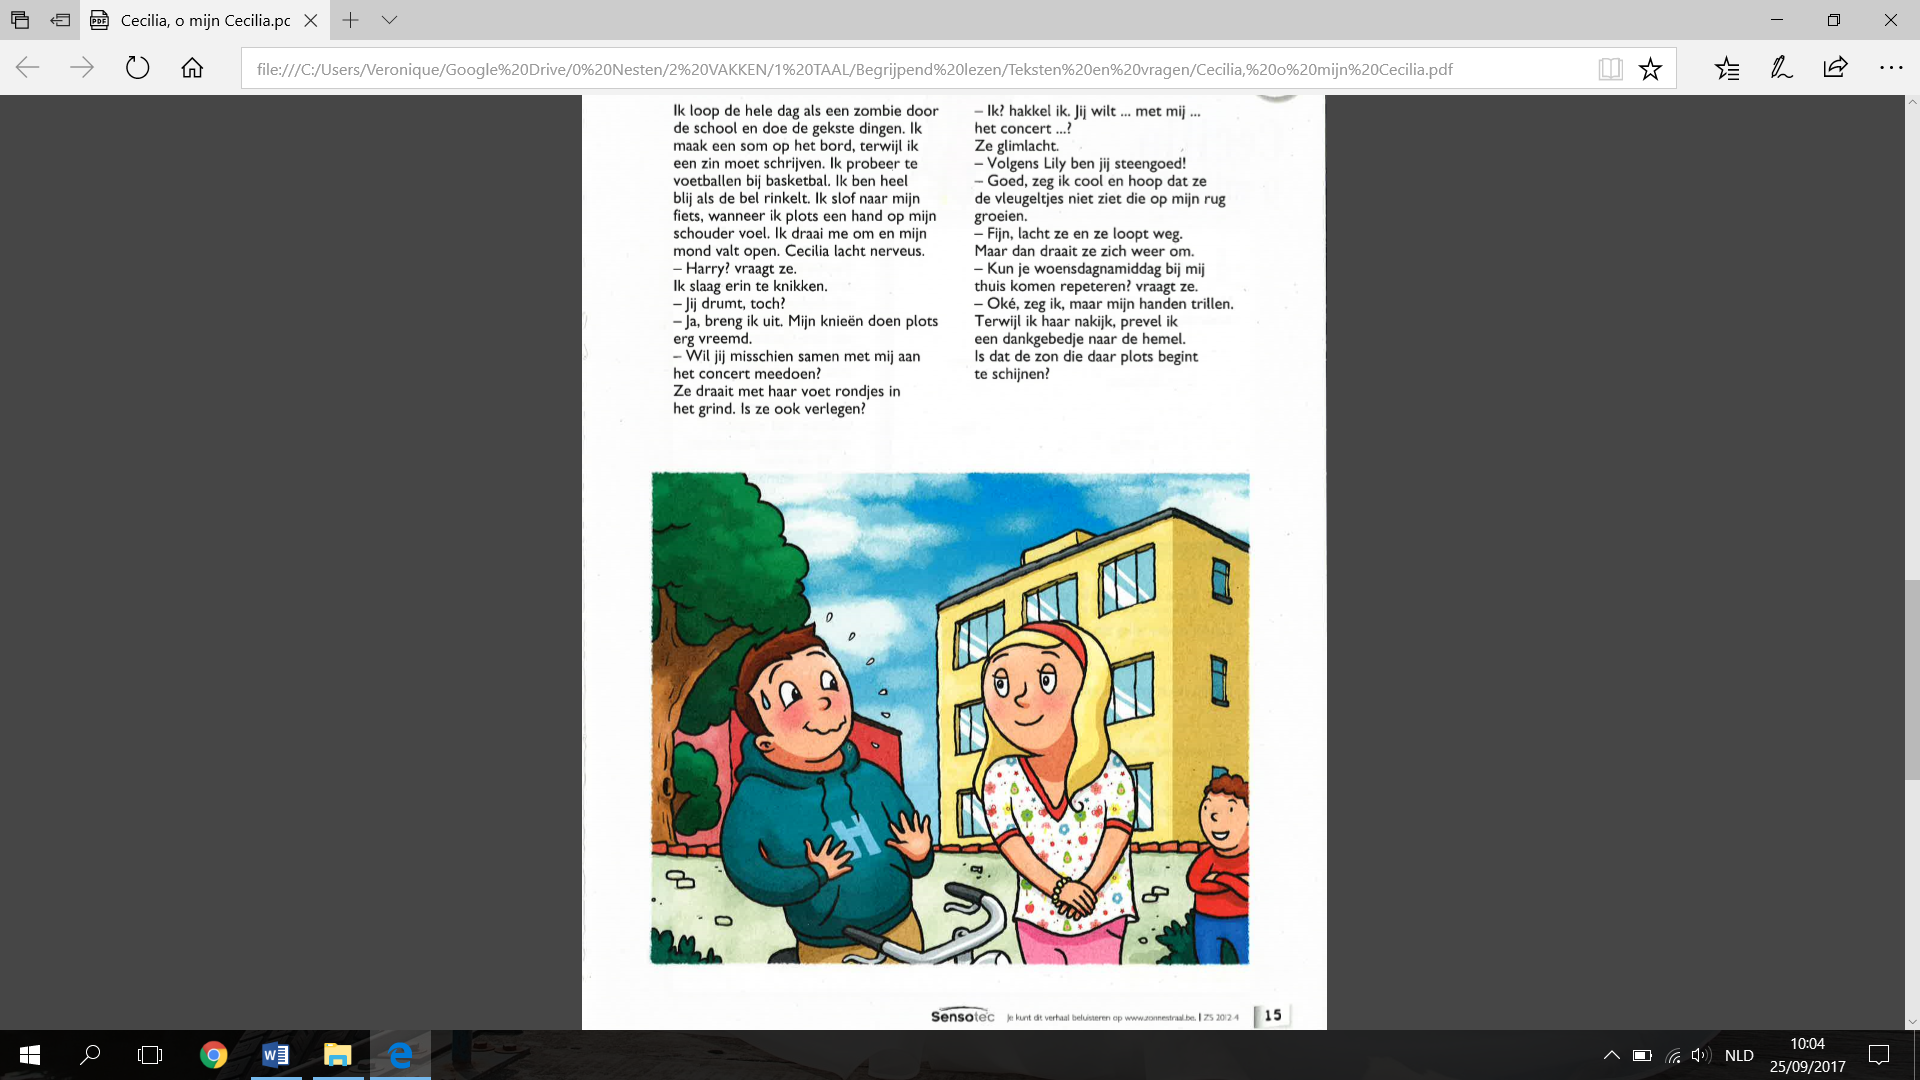 Cecilia, o mijn Cecilia.pc
file:///C:/Users/Veronique/Google%20Drive/0%20Nesten/2%20VAKKEN/1%20TAAL/Begrijpend%20lezen/Teksten%20en%20vragen/Cecilia,%20o%20mijn%20Cecilia.pdf
Ik loop de hele dag als een zombie door
de school en doe de gekste dingen. Ik
maak een som op het bord, terwijl ik
een zin moet schrijven. Ik probeer te
voetballen bij basketbal. Ik ben heel
blij als de bel rinkelt. Ik slof naar mijn
fiets, wanneer ik plots een hand op mijn
schouder voel. Ik draai me om en mijn
mond valt open. Cecilia lacht nerveus.
– Harry? vraagt ze.
Ik slaag erin te knikken.
– Jij drumt, toch?
– Ja, breng ik uit. Mijn knieën doen plots
erg vreemd.
– Wil jij misschien samen met mij aan
het concert meedoen?
Ze draait met haar voet rondjes in
het grind. Is ze ook verlegen?
– Ik? hakkel ik. Jij wilt ... met mij ...
het concert ...?
Ze glimlacht.
– Volgens Lily ben jij steengoed!
– Goed, zeg ik cool en hoop dat ze
de vleugeltjes niet ziet die op mijn rug
groeien.
– Fijn, lacht ze en ze loopt weg.
Maar dan draait ze zich weer om.
– Kun je woensdagnamiddag bij mij
thuis komen repeteren? vraagt ze.
– Oké, zeg ik, maar mijn handen trillen.
Terwijl ik haar nakijk, prevel ik
een dankgebedje naar de hemel.
Is dat de zon die daar plots begint
te schijnen?
H
Sensotec Je kunt dit verhaal beluisteren op www.zonnestraal.be. | ZS 2012-4 15
NLD
10:04
25/09/2017